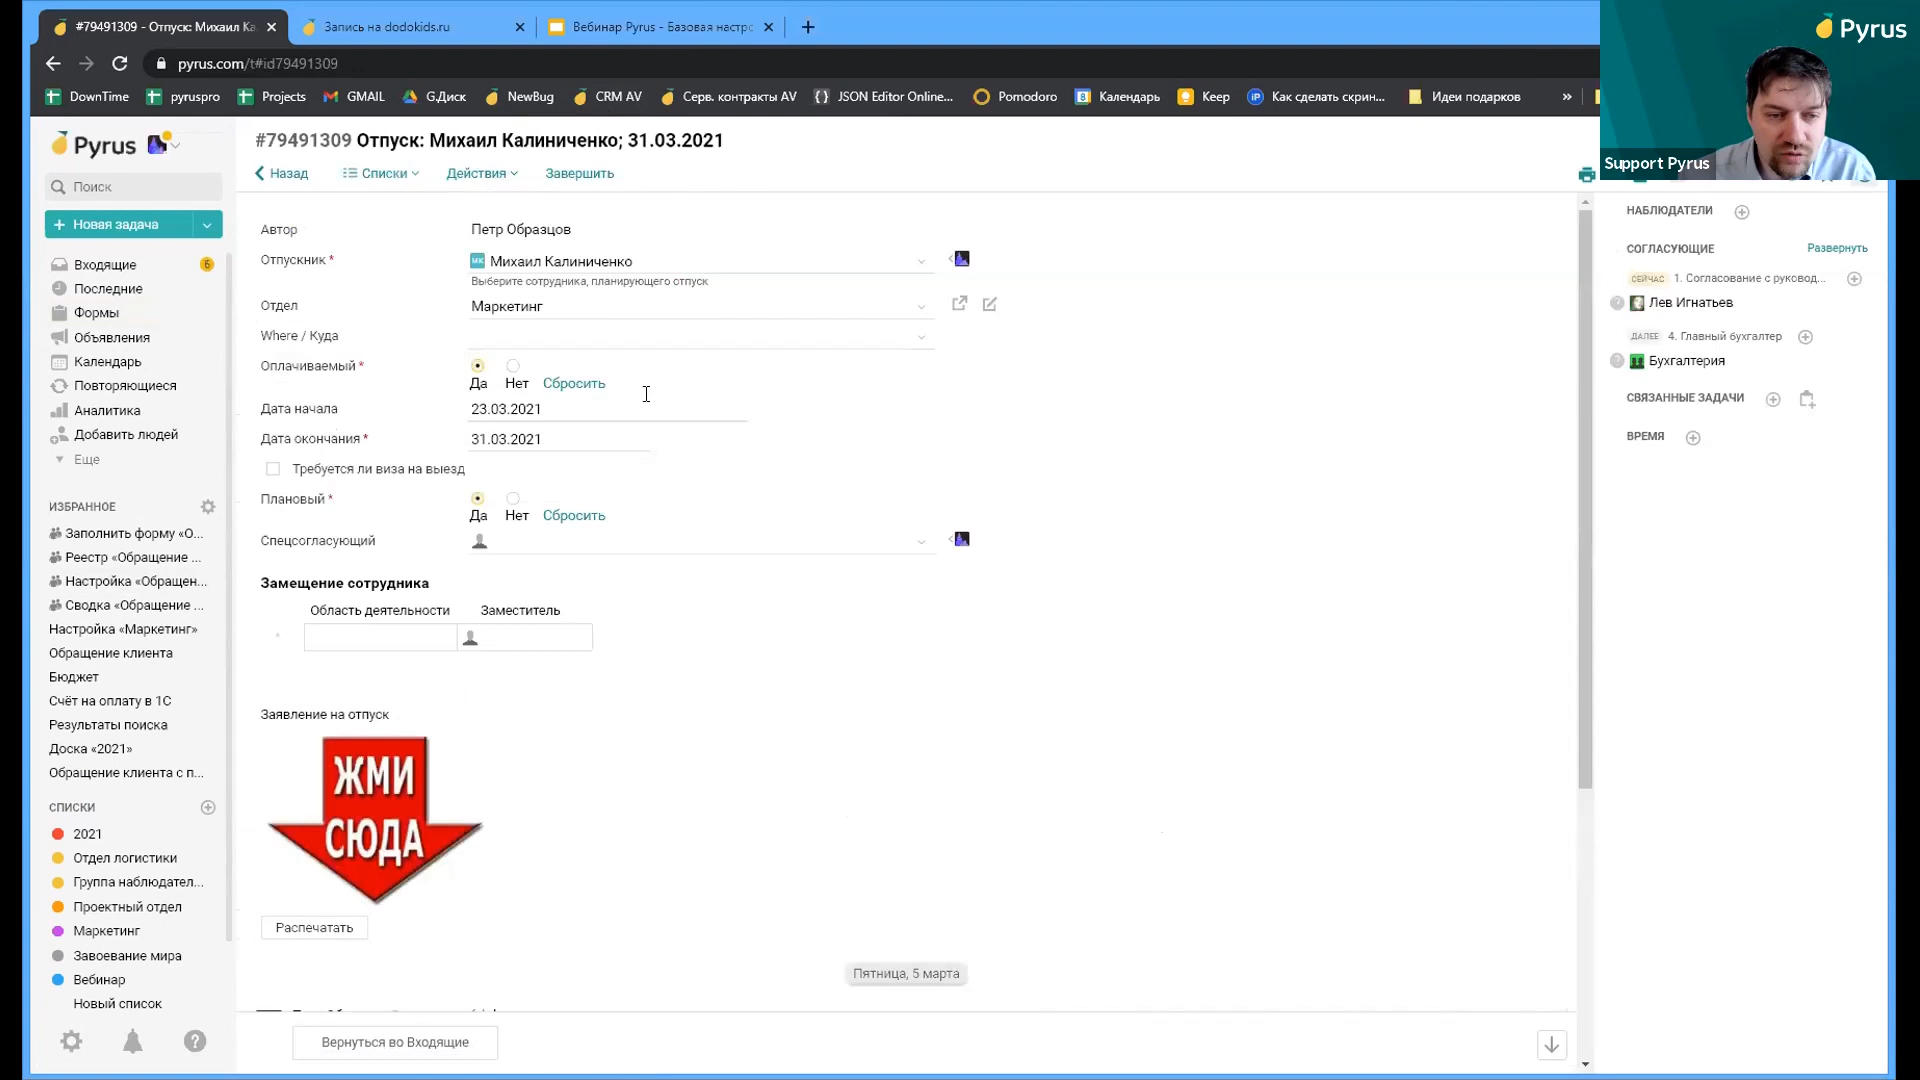 #79491309 - Отпуск: Михаил Ка
Запись на dodokids.ru
Вебинар Pyrus - Базовая настро
pyrus.com/t#id79491309
DownTime
pyruspro
Projects
GMAIL
Г.Диск
NewBug
CRM AV
Серв. контракты AV
JSON Editor Online...
Pomodoro
Календарь
Keep
Как сделать скрин...
Идеи подарков
»
Pyrus
Support Pyrus
Pyrus
Поиск
+ Новая задача
Входящие 6
Последние
Формы
Объявления
Календарь
Повторяющиеся
Аналитика
Добавить людей
Еще
ИЗБРАННОЕ
Заполнить форму «О...
Реестр «Обращение ...
Настройка «Обращен...
Сводка «Обращение ...
Настройка «Маркетинг»
Обращение клиента
Бюджет
Счёт на оплату в 1С
Результаты поиска
Доска «2021»
Обращение клиента с п...
СПИСКИ
2021
Отдел логистики
Группа наблюдател...
Проектный отдел
Маркетинг
Завоевание мира
Вебинар
Новый список
#79491309 Отпуск: Михаил Калиниченко; 31.03.2021
Назад
Списки
Действия
Завершить
Автор Петр Образцов
Отпускник * МК Михаил Калиниченко
Выберите сотрудника, планирующего отпуск
Отдел Маркетинг
Where / Куда
Оплачиваемый *
Да Нет Сбросить
Дата начала 23.03.2021
Дата окончания * 31.03.2021
Требуется ли виза на выезд
Плановый *
Да Нет Сбросить
Спецсогласующий
Замещение сотрудника
Область деятельности Заместитель
Заявление на отпуск
ЖМИ
СЮДА
Распечатать
Пятница, 5 марта
Вернуться во Входящие
НАБЛЮДАТЕЛИ
СОГЛАСУЮЩИЕ Развернуть
СЕЙЧАС 1. Согласование с руковод...
Лев Игнатьев
ДАЛЕЕ 4. Главный бухгалтер
Бухгалтерия
СВЯЗАННЫЕ ЗАДАЧИ
ВРЕМЯ